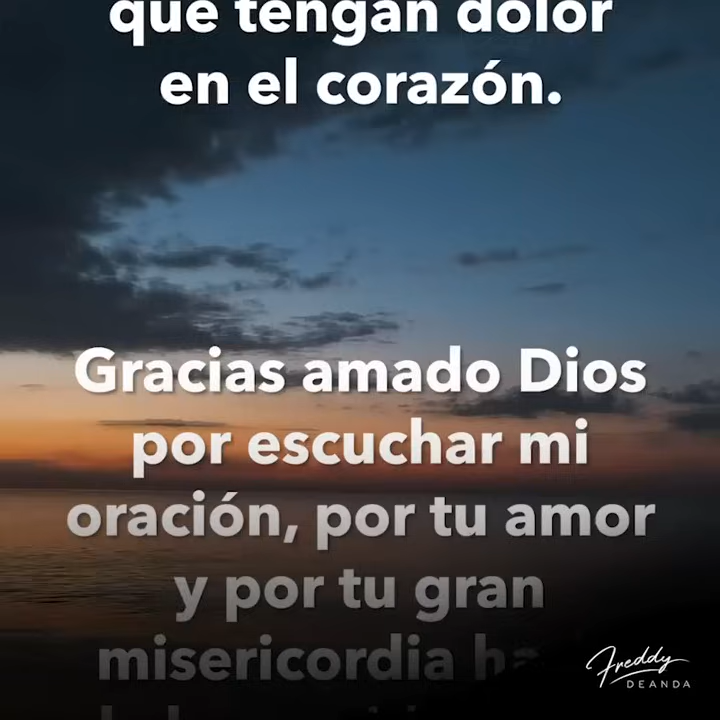 que tengan dolor
en el corazón.
Gracias amado Dios
por escuchar mi
oración, por tu amor
y por tu gran
misericordia
Freddy
DEANDA